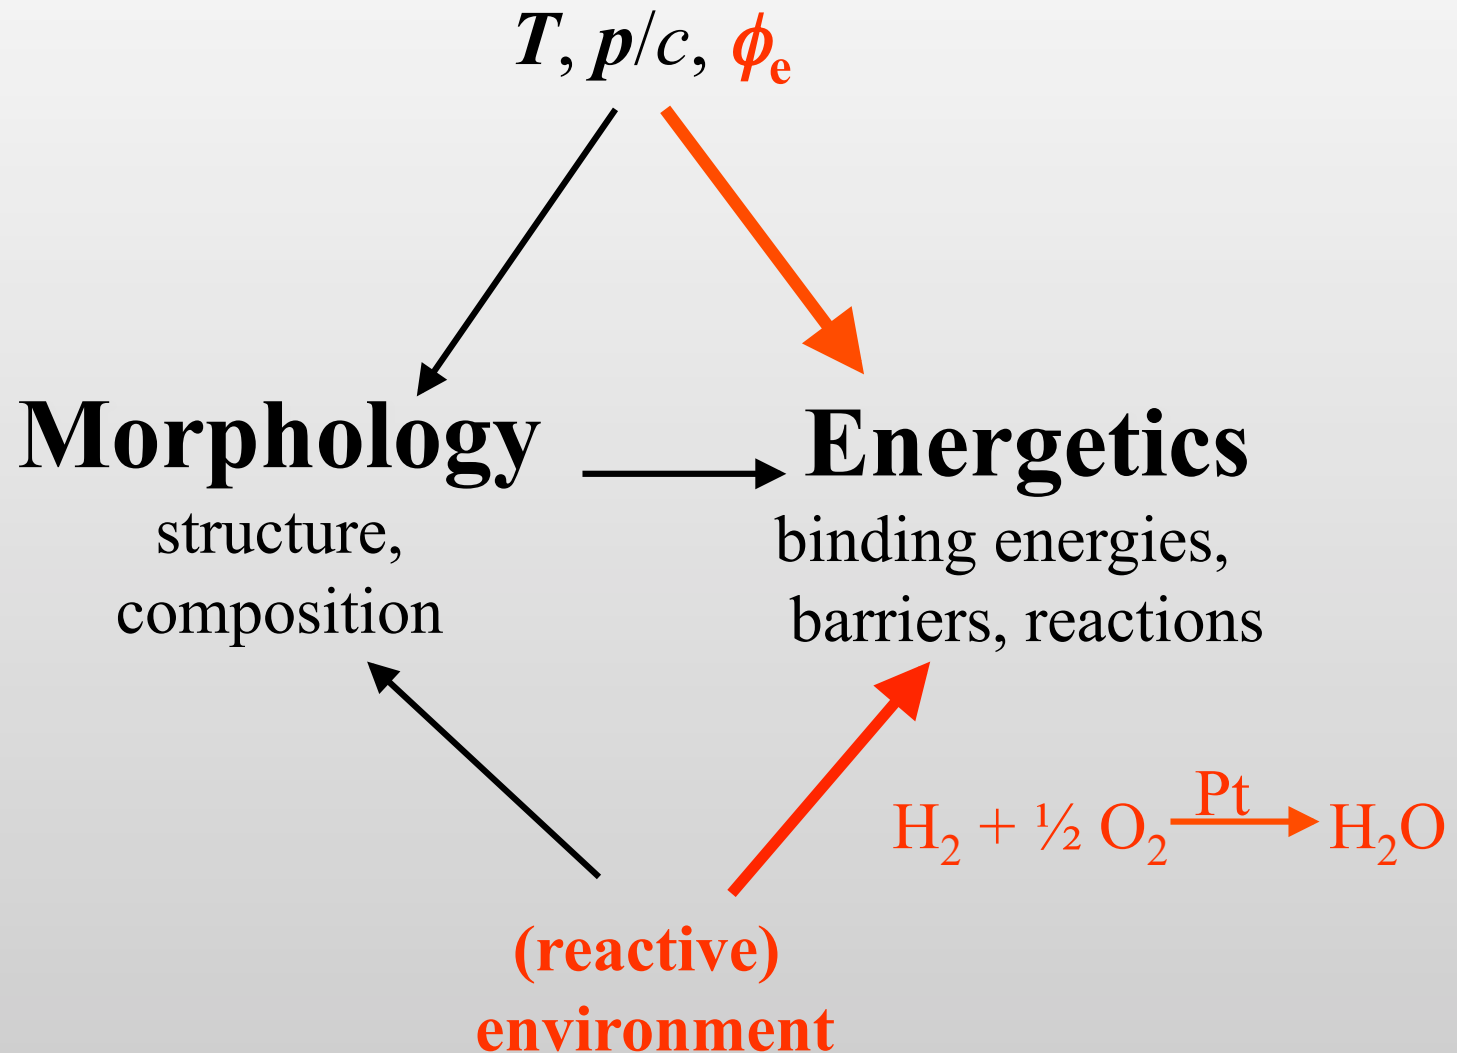 T, p/c, ϕe
Morphology
Energetics
structure,
composition
binding energies,
barriers, reactions
Pt
H2 + ½ O2 → H2O
(reactive)
environment